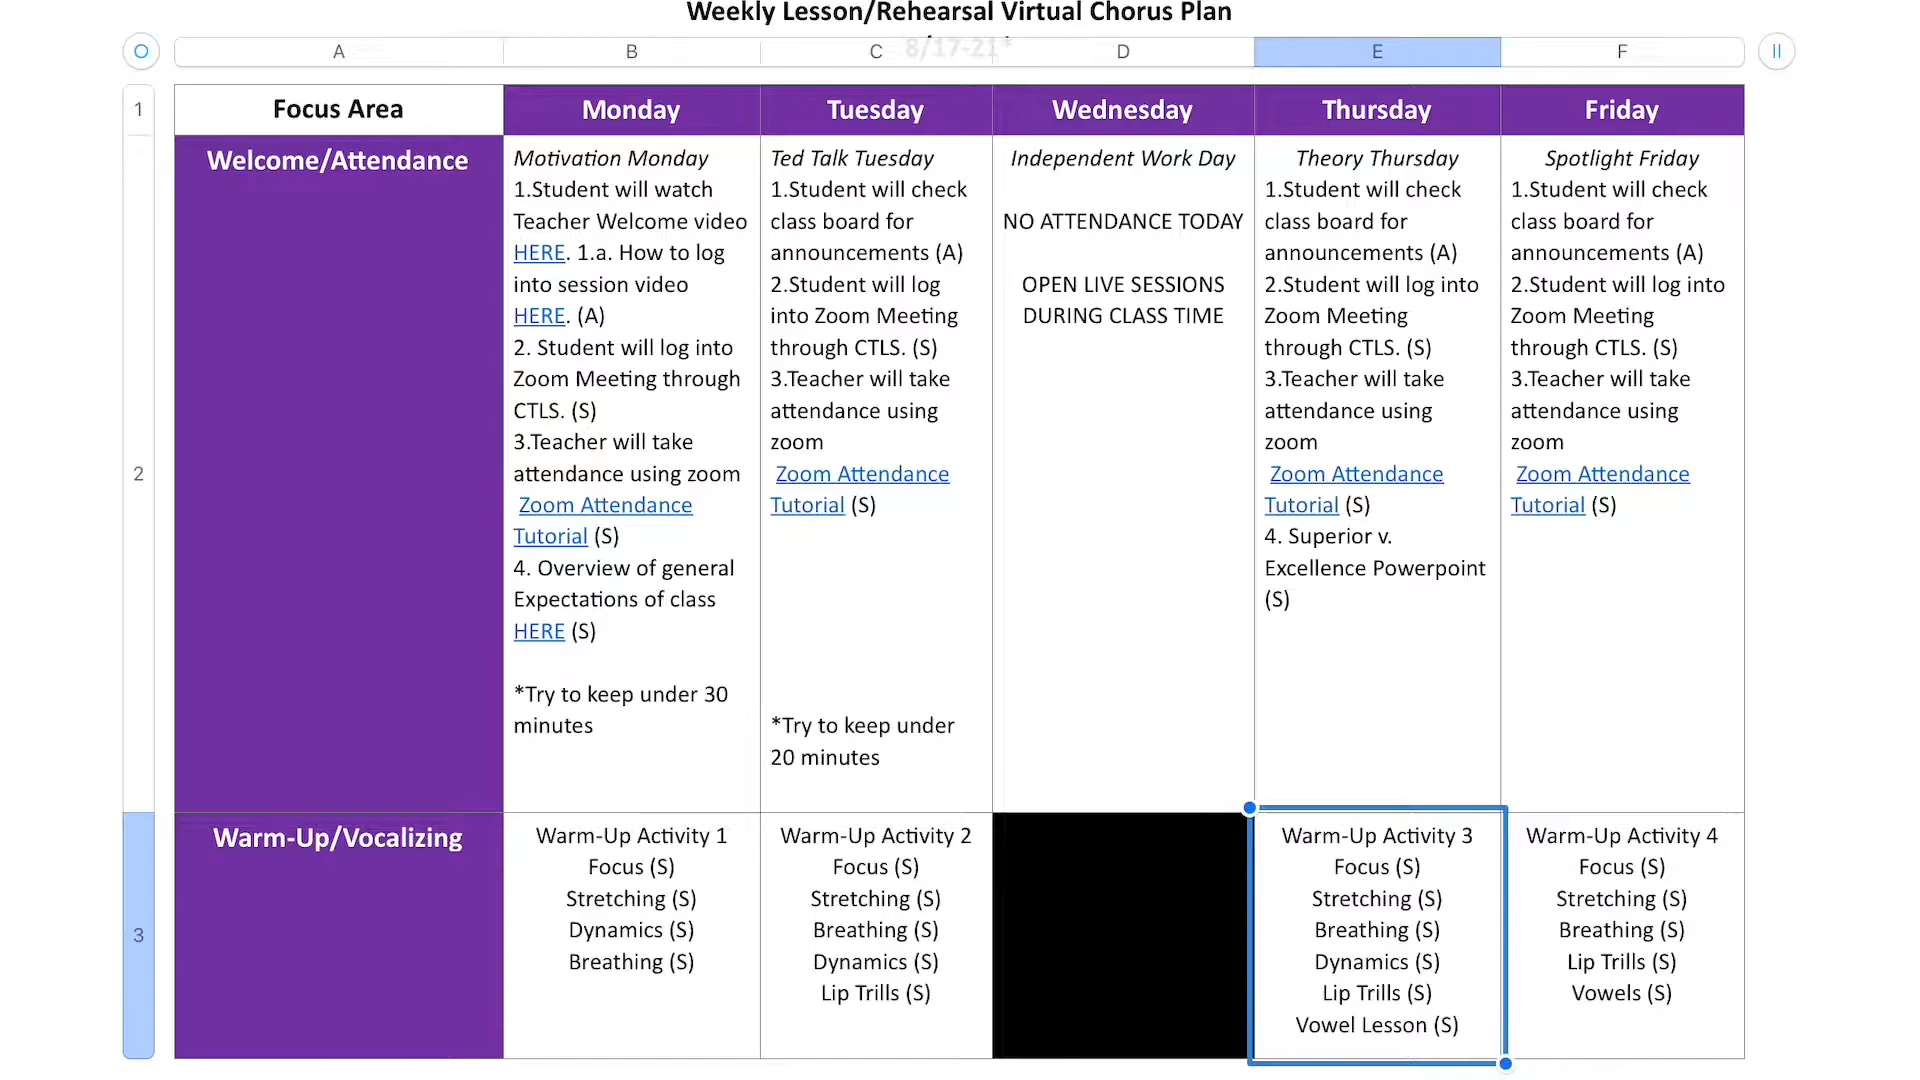 Weekly Lesson/Rehearsal Virtual Chorus Plan
8/17-21*
A B C D E F
1
Focus Area Monday Tuesday Wednesday Thursday Friday
2
Welcome/Attendance
Motivation Monday
1.Student will watch
Teacher Welcome video
HERE. 1.a. How to log
into session video
HERE. (A)
2. Student will log into
Zoom Meeting through
CTLS. (S)
3.Teacher will take
attendance using zoom
Zoom Attendance
Tutorial (S)
4. Overview of general
Expectations of class
HERE (S)
*Try to keep under 30
minutes
Ted Talk Tuesday
1.Student will check
class board for
announcements (A)
2.Student will log
into Zoom Meeting
through CTLS. (S)
3.Teacher will take
attendance using
zoom
Zoom Attendance
Tutorial (S)
*Try to keep under
20 minutes
Independent Work Day
NO ATTENDANCE TODAY
OPEN LIVE SESSIONS
DURING CLASS TIME
Theory Thursday
1.Student will check
class board for
announcements (A)
2.Student will log into
Zoom Meeting
through CTLS. (S)
3.Teacher will take
attendance using
zoom
Zoom Attendance
Tutorial (S)
4. Superior v.
Excellence Powerpoint
(S)
Spotlight Friday
1.Student will check
class board for
announcements (A)
2.Student will log into
Zoom Meeting
through CTLS. (S)
3.Teacher will take
attendance using
zoom
Zoom Attendance
Tutorial (S)
3
Warm-Up/Vocalizing
Warm-Up Activity 1
Focus (S)
Stretching (S)
Dynamics (S)
Breathing (S)
Warm-Up Activity 2
Focus (S)
Stretching (S)
Breathing (S)
Dynamics (S)
Lip Trills (S)
Warm-Up Activity 3
Focus (S)
Stretching (S)
Breathing (S)
Dynamics (S)
Lip Trills (S)
Vowel Lesson (S)
Warm-Up Activity 4
Focus (S)
Stretching (S)
Breathing (S)
Lip Trills (S)
Vowels (S)